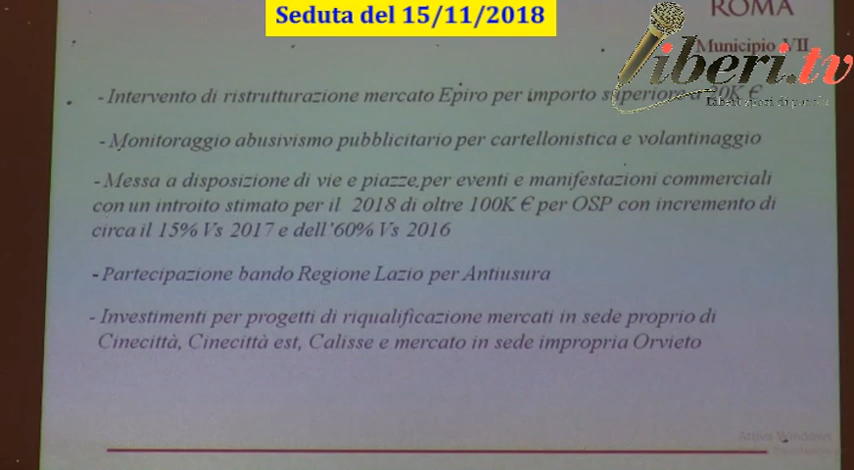 Seduta del 15/11/2018
ROMA
Municipio VII
iberi.tv
- Intervento di ristrutturazione mercato Epiro per importo superiore a 20K €
- Monitoraggio abusivismo pubblicitario per cartellonistica e volantinaggio
- Messa a disposizione di vie e piazze per eventi e manifestazioni commerciali
con un introito stimato per il 2018 di oltre 100K € per OSP con incremento di
circa il 15% Vs 2017 e dell'60% Vs 2016
- Partecipazione bando Regione Lazio per Antiusura
- Investimenti per progetti di riqualificazione mercati in sede proprio di
Cinecittà, Cinecittà est, Calisse e mercato in sede impropria Orvieto
Attiva Windows